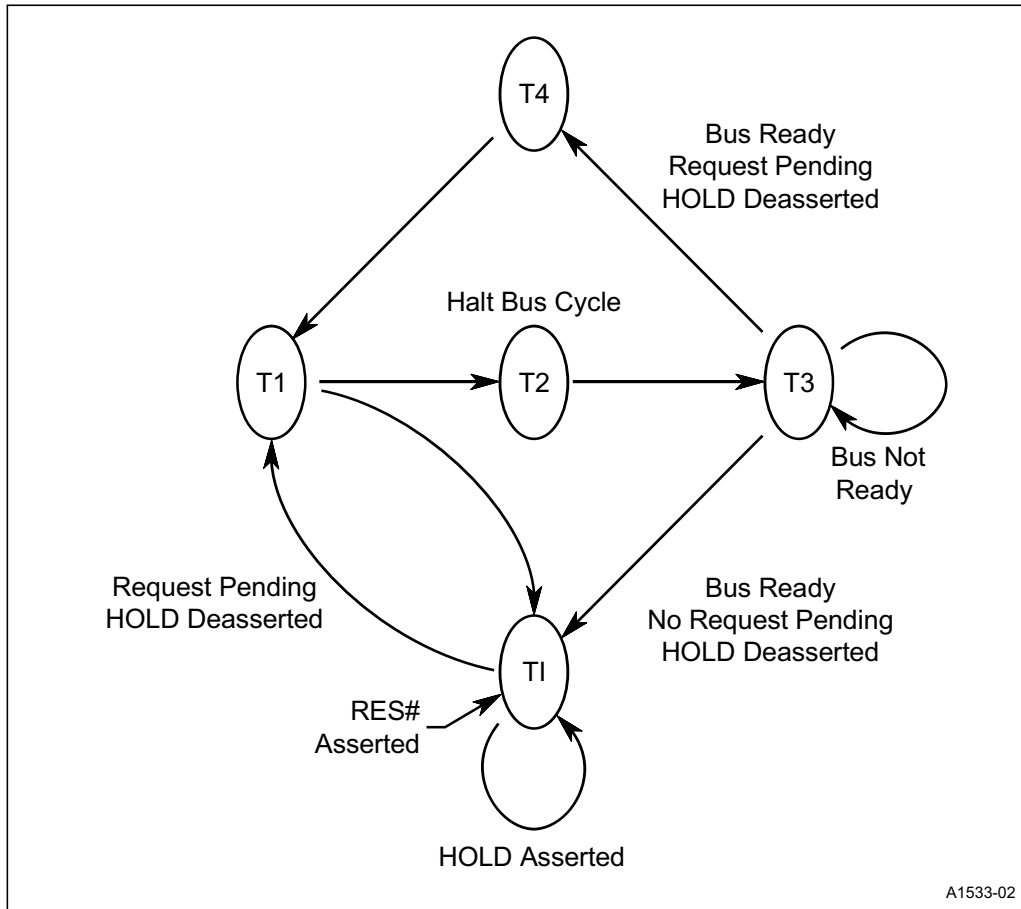 T4
Bus Ready
Request Pending
HOLD Deasserted
Halt Bus Cycle
T1
T2
T3
Bus Not
Ready
Request Pending
HOLD Deasserted
Bus Ready
No Request Pending
HOLD Deasserted
TI
RES#
Asserted
HOLD Asserted
A1533-02